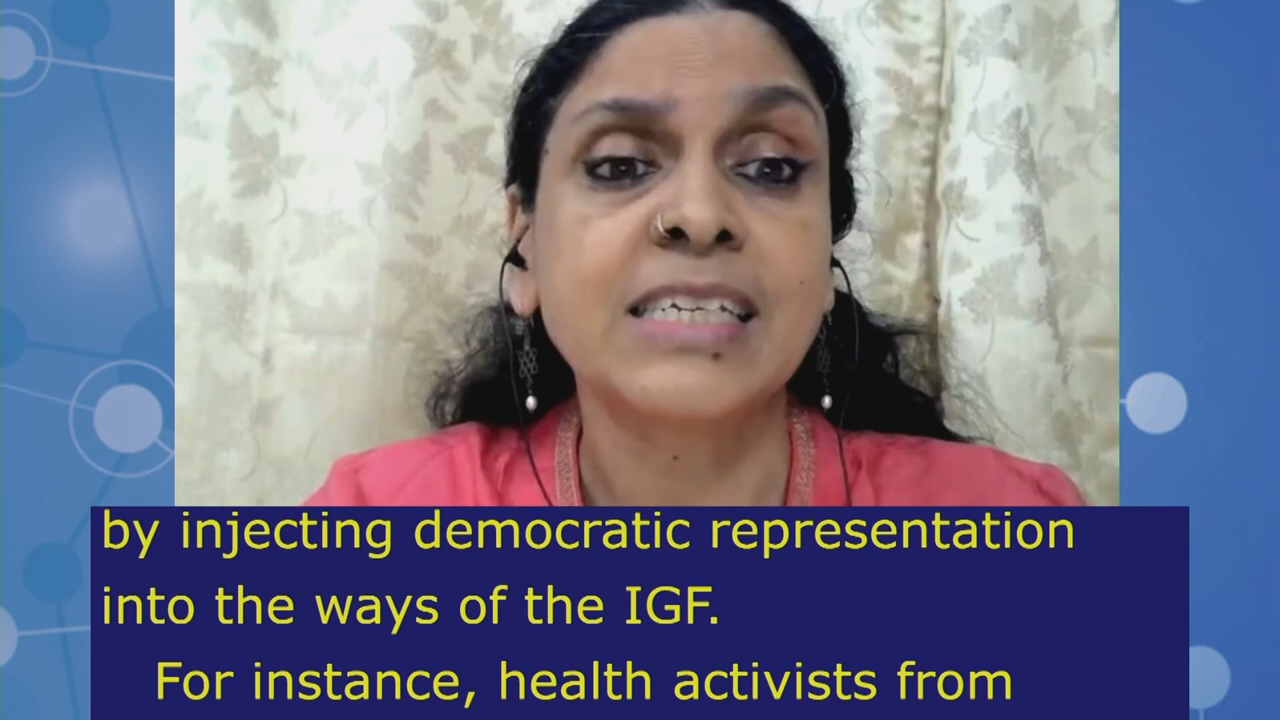 by injecting democratic representation
into the ways of the IGF.
For instance, health activists from